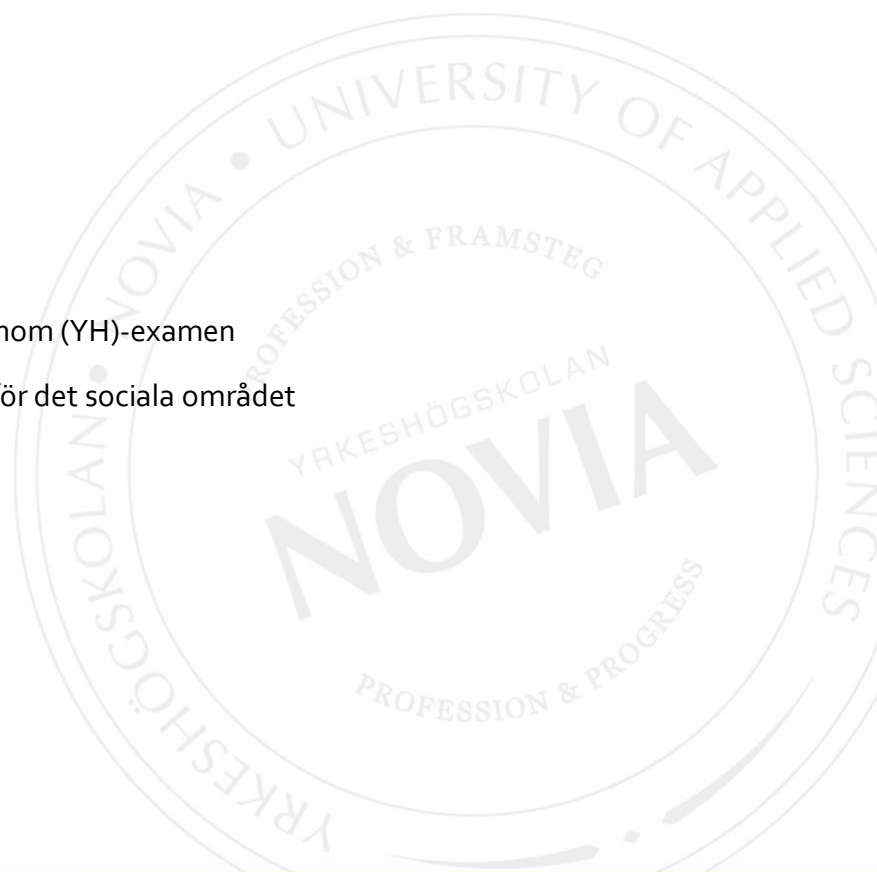 nom (YH)-examen
ör det sociala området
YRKESHÖGSKOLAN • NOVIA • UNIVERSITY OF APPLIED SCIENCES
PROFESSION & FRAMSTEG
YRKESHÖGSKOLAN
NOVIA
PROFESSION & PROGRESS